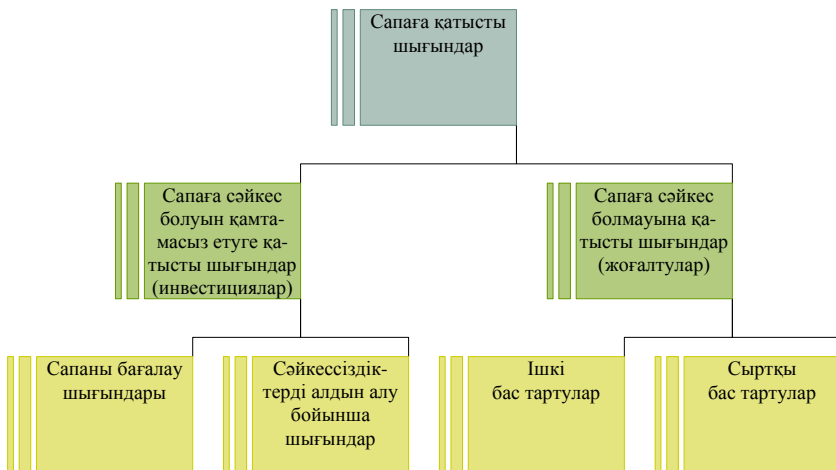 Сапаға қатысты
шығындар
Сапаға сәйкес
болуын қамта-
масыз етуге қа-
тысты шығындар
(инвестициялар)
Сапаға сәйкес
болмауына қа-
тысты шығындар
(жоғалтулар)
Сапаны бағалау
шығындары
Сәйкессіздік-
терді алдын алу
бойынша
шығындар
Ішкі
бас тартулар
Сыртқы
бас тартулар